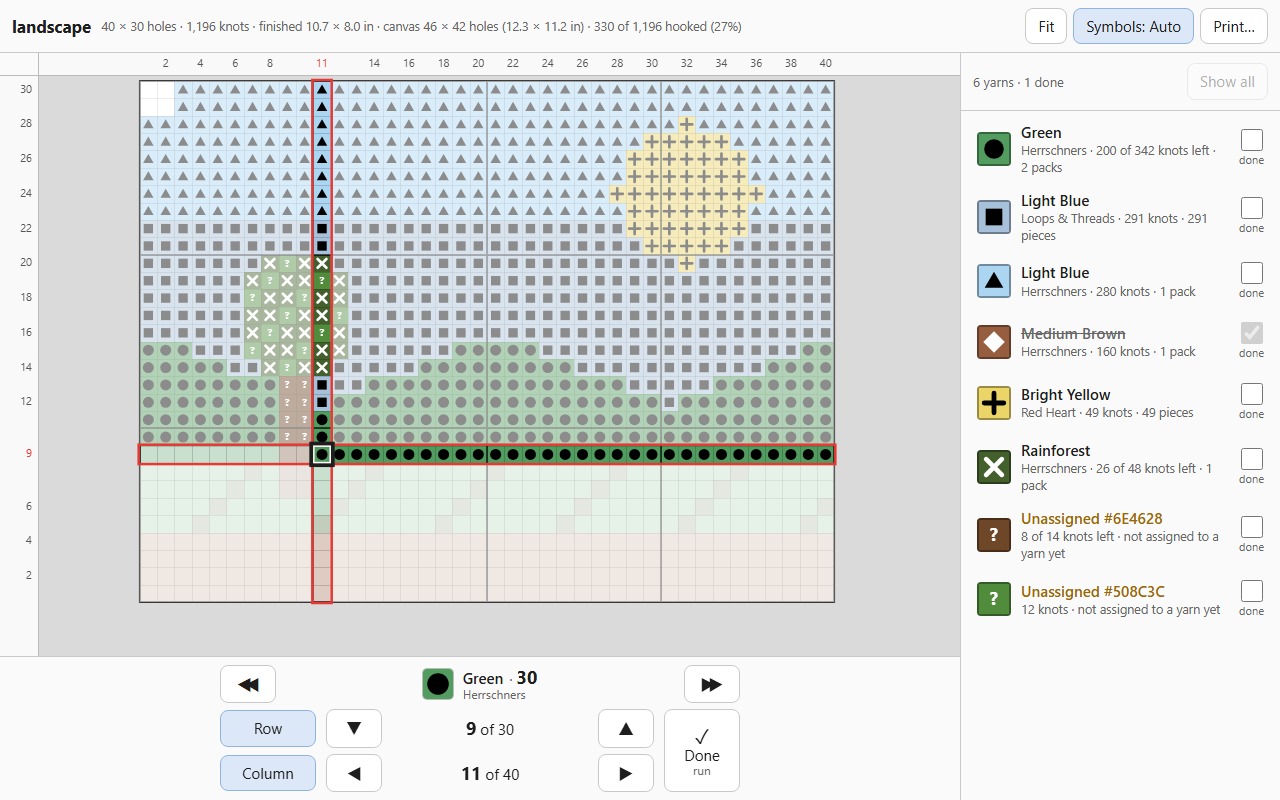 landscape 40 × 30 holes · 1,196 knots · finished 10.7 × 8.0 in · canvas 46 × 42 holes (12.3 × 11.2 in) · 330 of 1,196 hooked (27%)
Fit
Symbols: Auto
Print...
2 4 6 8 11 14 16 18 20 22 24 26 28 30 32 34 36 38 40
30
28
26
24
22
20
18
16
14
12
9
6
4
2
6 yarns · 1 done
Show all
Green
Herrschners · 200 of 342 knots left ·
2 packs
done
Light Blue
Loops & Threads · 291 knots · 291
pieces
done
Light Blue
Herrschners · 280 knots · 1 pack
done
Medium Brown
Herrschners · 160 knots · 1 pack
done
Bright Yellow
Red Heart · 49 knots · 49 pieces
done
Rainforest
Herrschners · 26 of 48 knots left · 1
pack
done
?
Unassigned #6E4628
8 of 14 knots left · not assigned to a
yarn yet
done
?
Unassigned #508C3C
12 knots · not assigned to a yarn yet
done
Green · 30
Herrschners
Row
9 of 30
Column
11 of 40
✓
Done
run